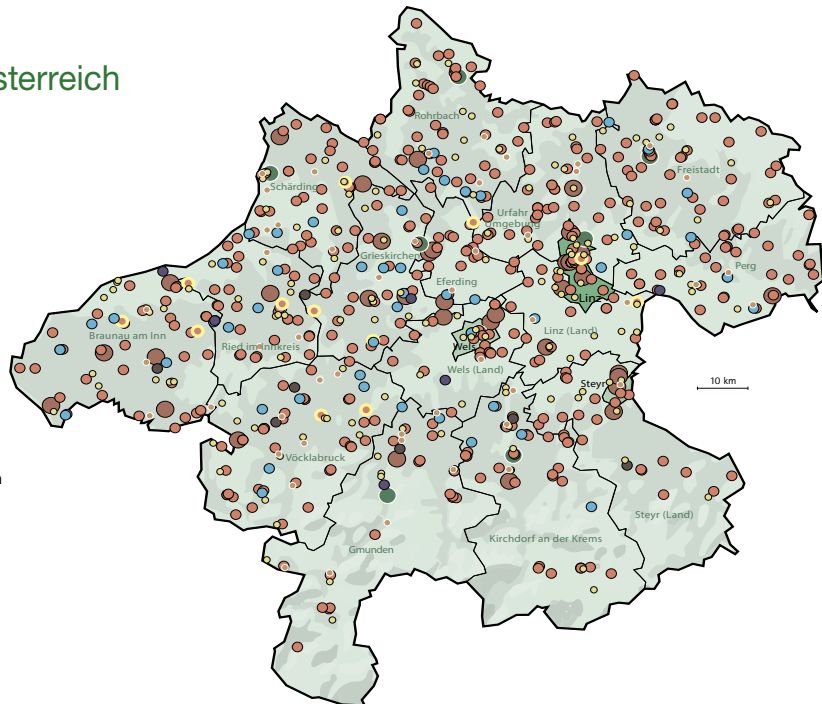 sterreich
Rohrbach
Freistadt
Schärding
Urfahr
Umgebung
Grieskirchen
Perg
Eferding
Linz
Braunau am Inn
Linz (Land)
Ried im Innkreis
Wels
Wels (Land)
Steyr
10 km
Vöcklabruck
Steyr (Land)
Kirchdorf an der Krems
Gmunden